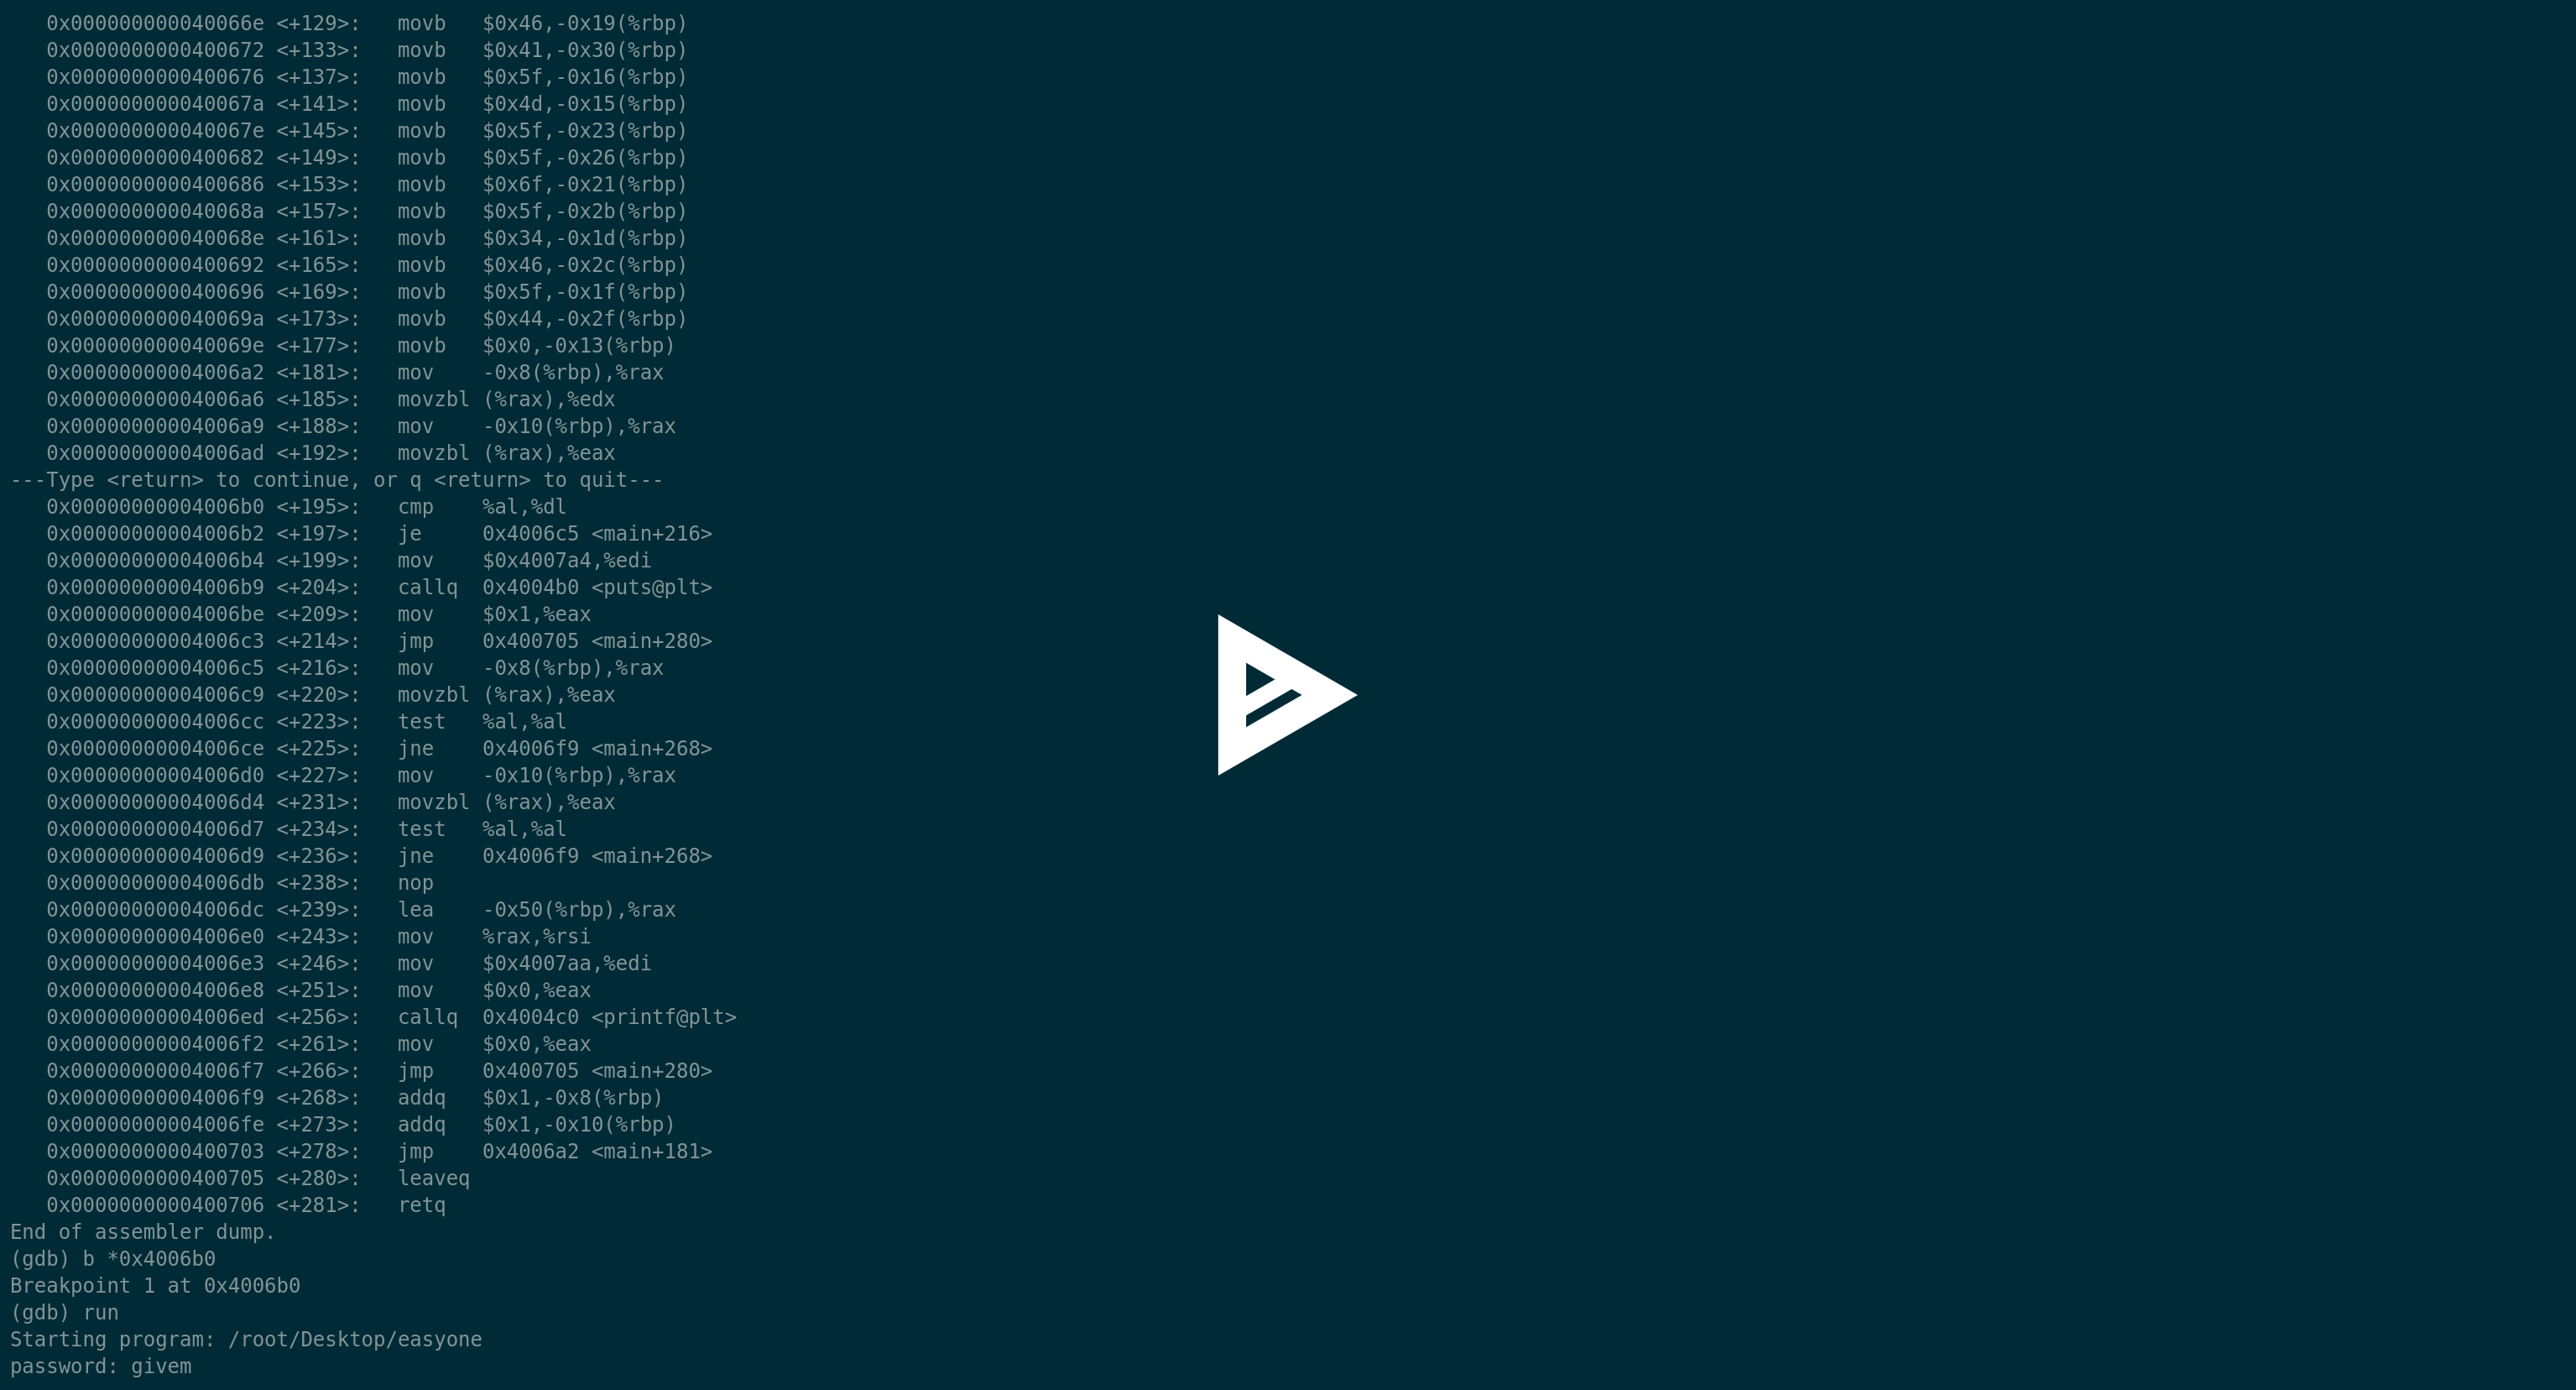 0x000000000040066e <+129>:   movb   $0x46,-0x19(%rbp)
0x0000000000400672 <+133>:   movb   $0x41,-0x30(%rbp)
0x0000000000400676 <+137>:   movb   $0x5f,-0x16(%rbp)
0x000000000040067a <+141>:   movb   $0x4d,-0x15(%rbp)
0x000000000040067e <+145>:   movb   $0x5f,-0x23(%rbp)
0x0000000000400682 <+149>:   movb   $0x5f,-0x26(%rbp)
0x0000000000400686 <+153>:   movb   $0x6f,-0x21(%rbp)
0x000000000040068a <+157>:   movb   $0x5f,-0x2b(%rbp)
0x000000000040068e <+161>:   movb   $0x34,-0x1d(%rbp)
0x0000000000400692 <+165>:   movb   $0x46,-0x2c(%rbp)
0x0000000000400696 <+169>:   movb   $0x5f,-0x1f(%rbp)
0x000000000040069a <+173>:   movb   $0x44,-0x2f(%rbp)
0x000000000040069e <+177>:   movb   $0x0,-0x13(%rbp)
0x00000000004006a2 <+181>:   mov    -0x8(%rbp),%rax
0x00000000004006a6 <+185>:   movzbl (%rax),%edx
0x00000000004006a9 <+188>:   mov    -0x10(%rbp),%rax
0x00000000004006ad <+192>:   movzbl (%rax),%eax
---Type <return> to continue, or q <return> to quit---
0x00000000004006b0 <+195>:   cmp    %al,%dl
0x00000000004006b2 <+197>:   je     0x4006c5 <main+216>
0x00000000004006b4 <+199>:   mov    $0x4007a4,%edi
0x00000000004006b9 <+204>:   callq  0x4004b0 <puts@plt>
0x00000000004006be <+209>:   mov    $0x1,%eax
0x00000000004006c3 <+214>:   jmp    0x400705 <main+280>
0x00000000004006c5 <+216>:   mov    -0x8(%rbp),%rax
0x00000000004006c9 <+220>:   movzbl (%rax),%eax
0x00000000004006cc <+223>:   test   %al,%al
0x00000000004006ce <+225>:   jne    0x4006f9 <main+268>
0x00000000004006d0 <+227>:   mov    -0x10(%rbp),%rax
0x00000000004006d4 <+231>:   movzbl (%rax),%eax
0x00000000004006d7 <+234>:   test   %al,%al
0x00000000004006d9 <+236>:   jne    0x4006f9 <main+268>
0x00000000004006db <+238>:   nop
0x00000000004006dc <+239>:   lea    -0x50(%rbp),%rax
0x00000000004006e0 <+243>:   mov    %rax,%rsi
0x00000000004006e3 <+246>:   mov    $0x4007aa,%edi
0x00000000004006e8 <+251>:   mov    $0x0,%eax
0x00000000004006ed <+256>:   callq  0x4004c0 <printf@plt>
0x00000000004006f2 <+261>:   mov    $0x0,%eax
0x00000000004006f7 <+266>:   jmp    0x400705 <main+280>
0x00000000004006f9 <+268>:   addq   $0x1,-0x8(%rbp)
0x00000000004006fe <+273>:   addq   $0x1,-0x10(%rbp)
0x0000000000400703 <+278>:   jmp    0x4006a2 <main+181>
0x0000000000400705 <+280>:   leaveq
0x0000000000400706 <+281>:   retq
End of assembler dump.
(gdb) b *0x4006b0
Breakpoint 1 at 0x4006b0
(gdb) run
Starting program: /root/Desktop/easyone
password: givem